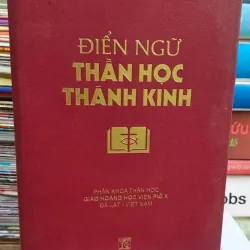 ĐIỂN NGỮ
THẦN HỌC
THÁNH KINH
PHÂN KHOA THẦN HỌC
GIÁO HOÀNG HỌC VIỆN PIÔ X
ĐÀ LẠT / VIỆT NAM